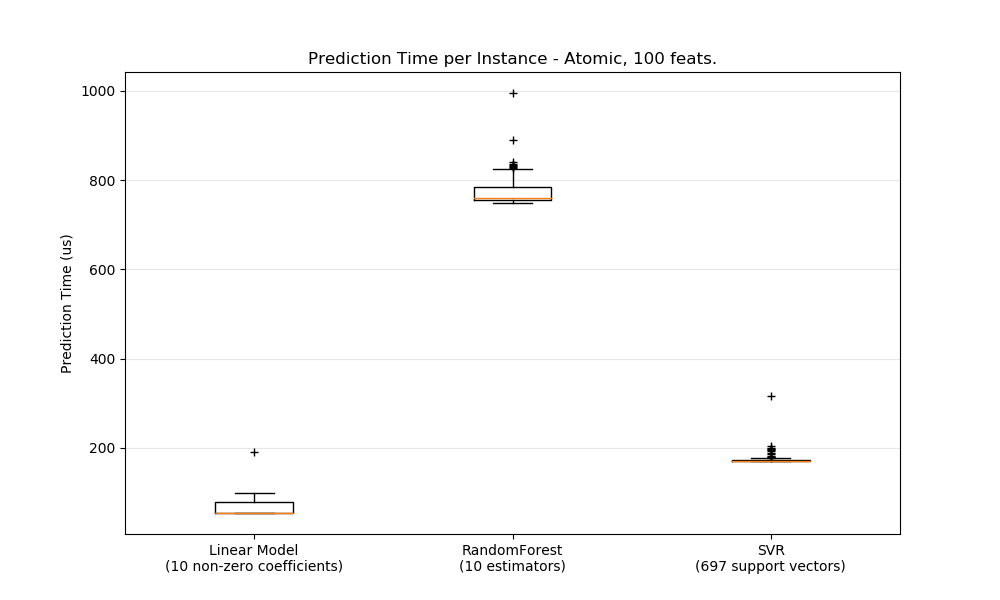 Prediction Time per Instance - Atomic, 100 feats.
1000
800
600
400
200
Prediction Time (us)
Linear Model
(10 non-zero coefficients)
RandomForest
(10 estimators)
SVR
(697 support vectors)